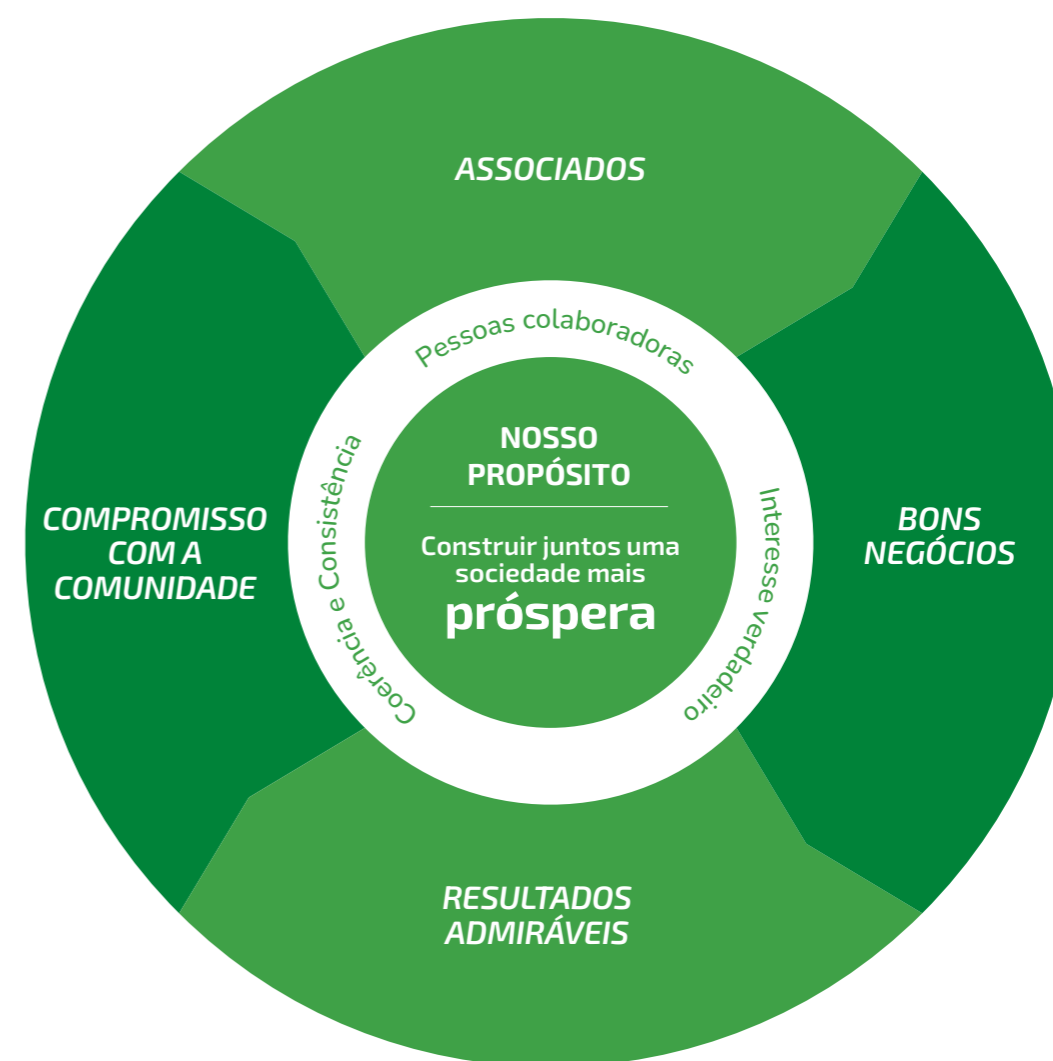 ASSOCIADOS
Pessoas colaboradoras
NOSSO
PROPÓSITO
Construir juntos uma
sociedade mais
próspera
Coerência e Consistência
Interesse verdadeiro
COMPROMISSO
COM A
COMUNIDADE
BONS
NEGÓCIOS
RESULTADOS
ADMIRÁVEIS